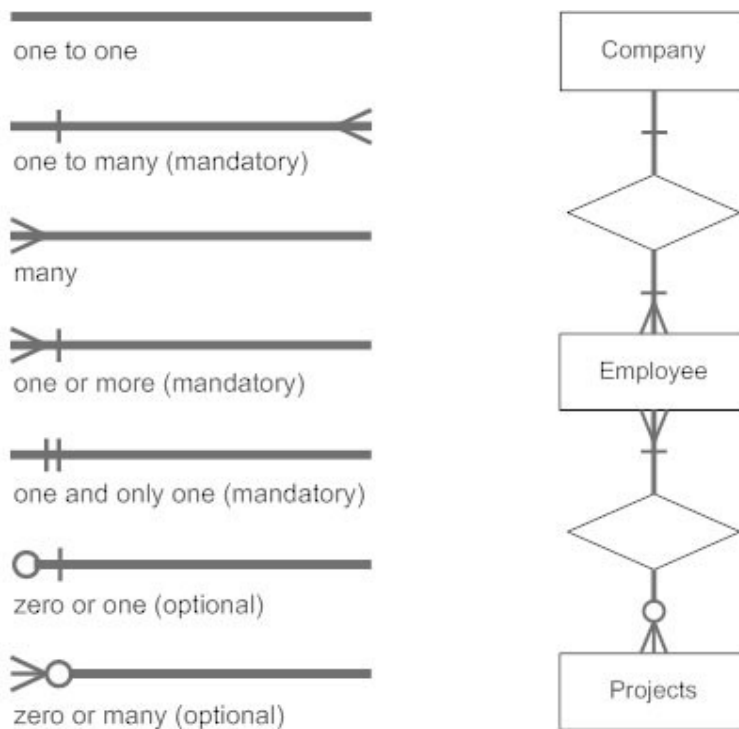 one to one
one to many (mandatory)
many
one or more (mandatory)
one and only one (mandatory)
zero or one (optional)
zero or many (optional)
Company
Employee
Projects